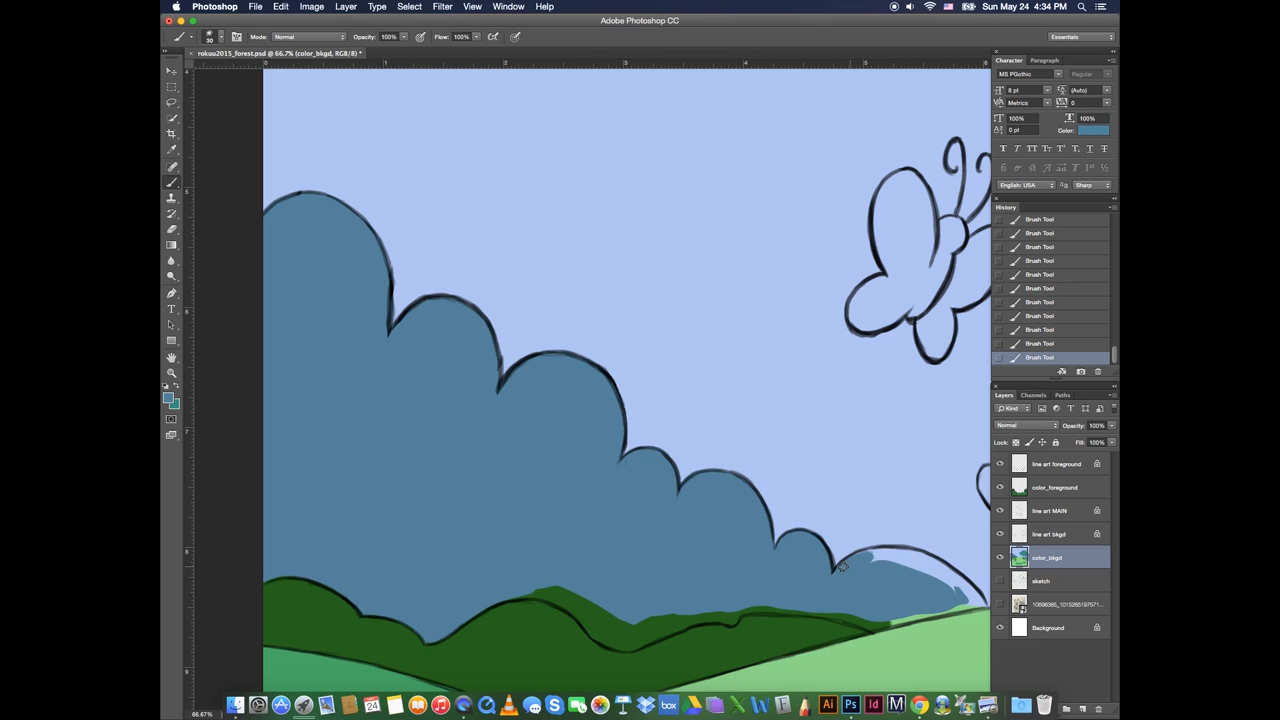 Photoshop File Edit Image Layer Type Select Filter View Window Help Sun May 24 4:34 PM
Adobe Photoshop CC
30 Mode: Normal Opacity: 100% Flow: 100% Essentials
rokuu2015_forest.psd @ 66.7% (color_bkgd, RGB/8) *
Character Paragraph
MS PGothic Regular
8 pt (Auto)
Metrics 0
100% 100%
0 pt Color:
English: USA Sharp
History
Brush Tool
Brush Tool
Brush Tool
Brush Tool
Brush Tool
Brush Tool
Brush Tool
Brush Tool
Brush Tool
Brush Tool
Brush Tool
Layers Channels Paths
Kind
Normal Opacity: 100%
Lock: Fill: 100%
line art foreground
color_foreground
line art MAIN
line art bkgd
color_bkgd
sketch
Background
66.67%